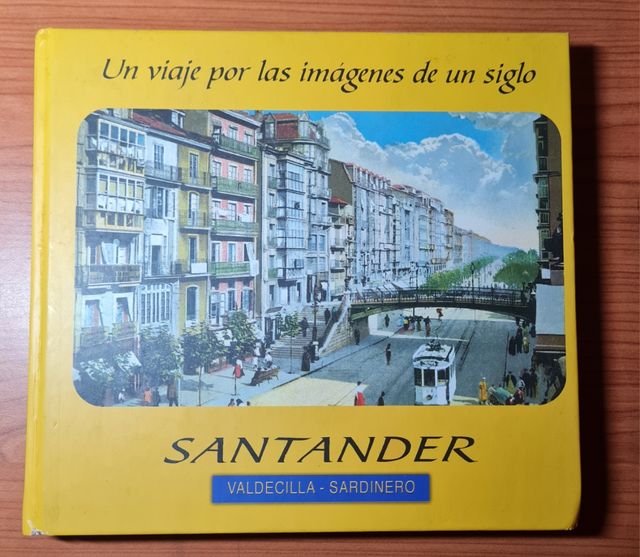 Un viaje por las imágenes de un siglo
SANTANDER
VALDECILLA - SARDINERO